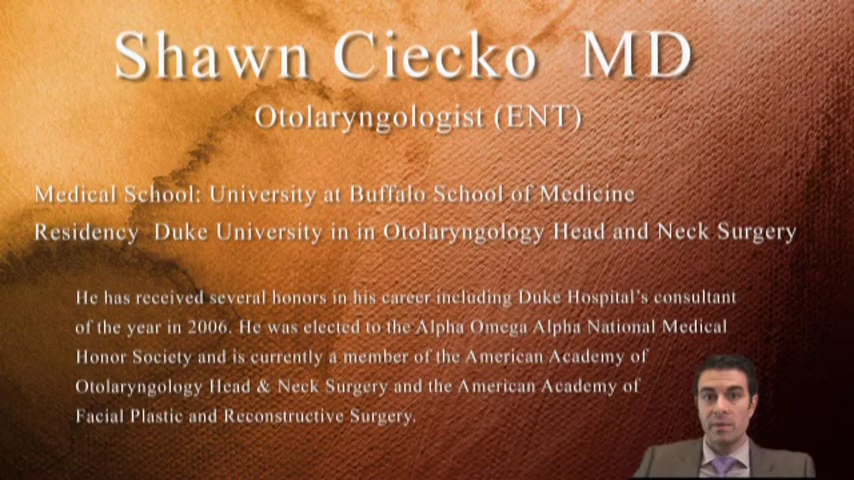 Shawn Ciecko MD
Otolaryngologist (ENT)
Medical School: University at Buffalo School of Medicine
Residency Duke University in in Otolaryngology Head and Neck Surgery
He has received several honors in his career including Duke Hospital's consultant
of the year in 2006. He was elected to the Alpha Omega Alpha National Medical
Honor Society and is currently a member of the American Academy of
Otolaryngology Head & Neck Surgery and the American Academy of
Facial Plastic and Reconstructive Surgery.